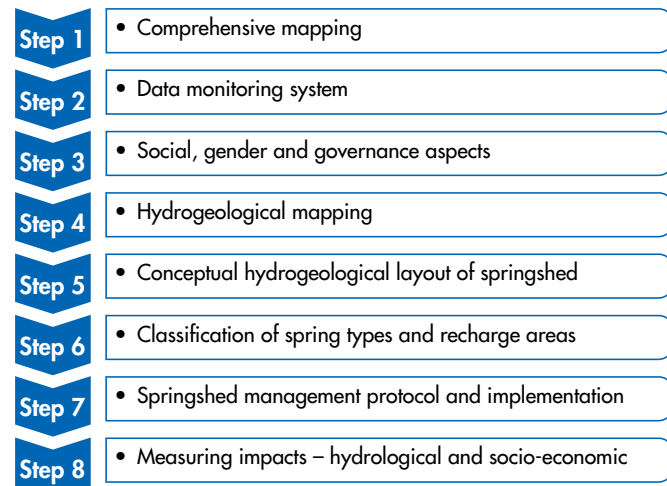 Step 1 • Comprehensive mapping
Step 2 • Data monitoring system
Step 3 • Social, gender and governance aspects
Step 4 • Hydrogeological mapping
Step 5 • Conceptual hydrogeological layout of springshed
Step 6 • Classification of spring types and recharge areas
Step 7 • Springshed management protocol and implementation
Step 8 • Measuring impacts – hydrological and socio-economic